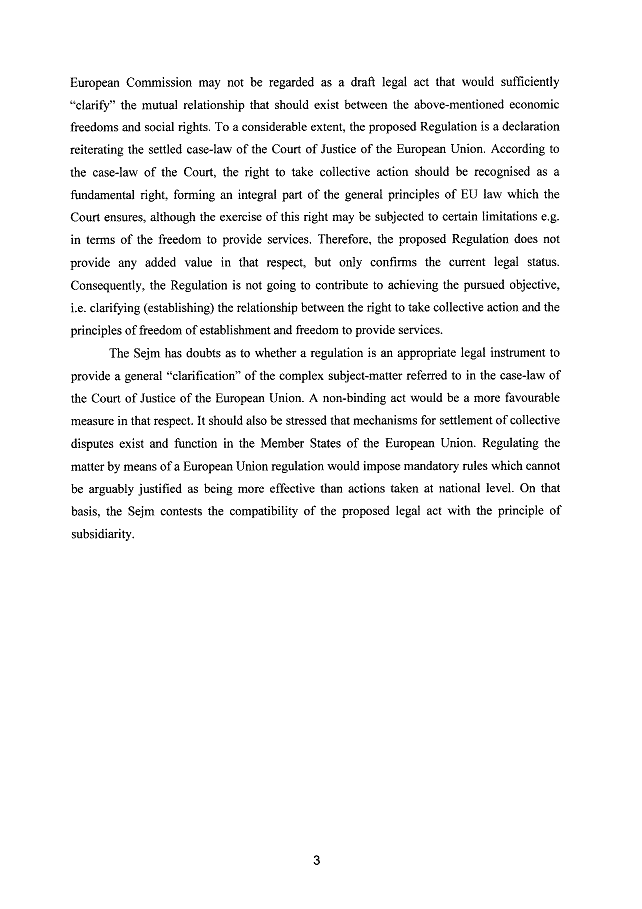 European Commission may not be regarded as a draft legal act that would sufficiently
“clarify” the mutual relationship that should exist between the above-mentioned economic
freedoms and social rights. To a considerable extent, the proposed Regulation is a declaration
reiterating the settled case-law of the Court of Justice of the European Union. According to
the case-law of the Court, the right to take collective action should be recognised as a
fundamental right, forming an integral part of the general principles of EU law which the
Court ensures, although the exercise of this right may be subjected to certain limitations e.g.
in terms of the freedom to provide services. Therefore, the proposed Regulation does not
provide any added value in that respect, but only confirms the current legal status.
Consequently, the Regulation is not going to contribute to achieving the pursued objective,
i.e. clarifying (establishing) the relationship between the right to take collective action and the
principles of freedom of establishment and freedom to provide services.
The Sejm has doubts as to whether a regulation is an appropriate legal instrument to
provide a general “clarification” of the complex subject-matter referred to in the case-law of
the Court of Justice of the European Union. A non-binding act would be a more favourable
measure in that respect. It should also be stressed that mechanisms for settlement of collective
disputes exist and function in the Member States of the European Union. Regulating the
matter by means of a European Union regulation would impose mandatory rules which cannot
be arguably justified as being more effective than actions taken at national level. On that
basis, the Sejm contests the compatibility of the proposed legal act with the principle of
subsidiarity.
3